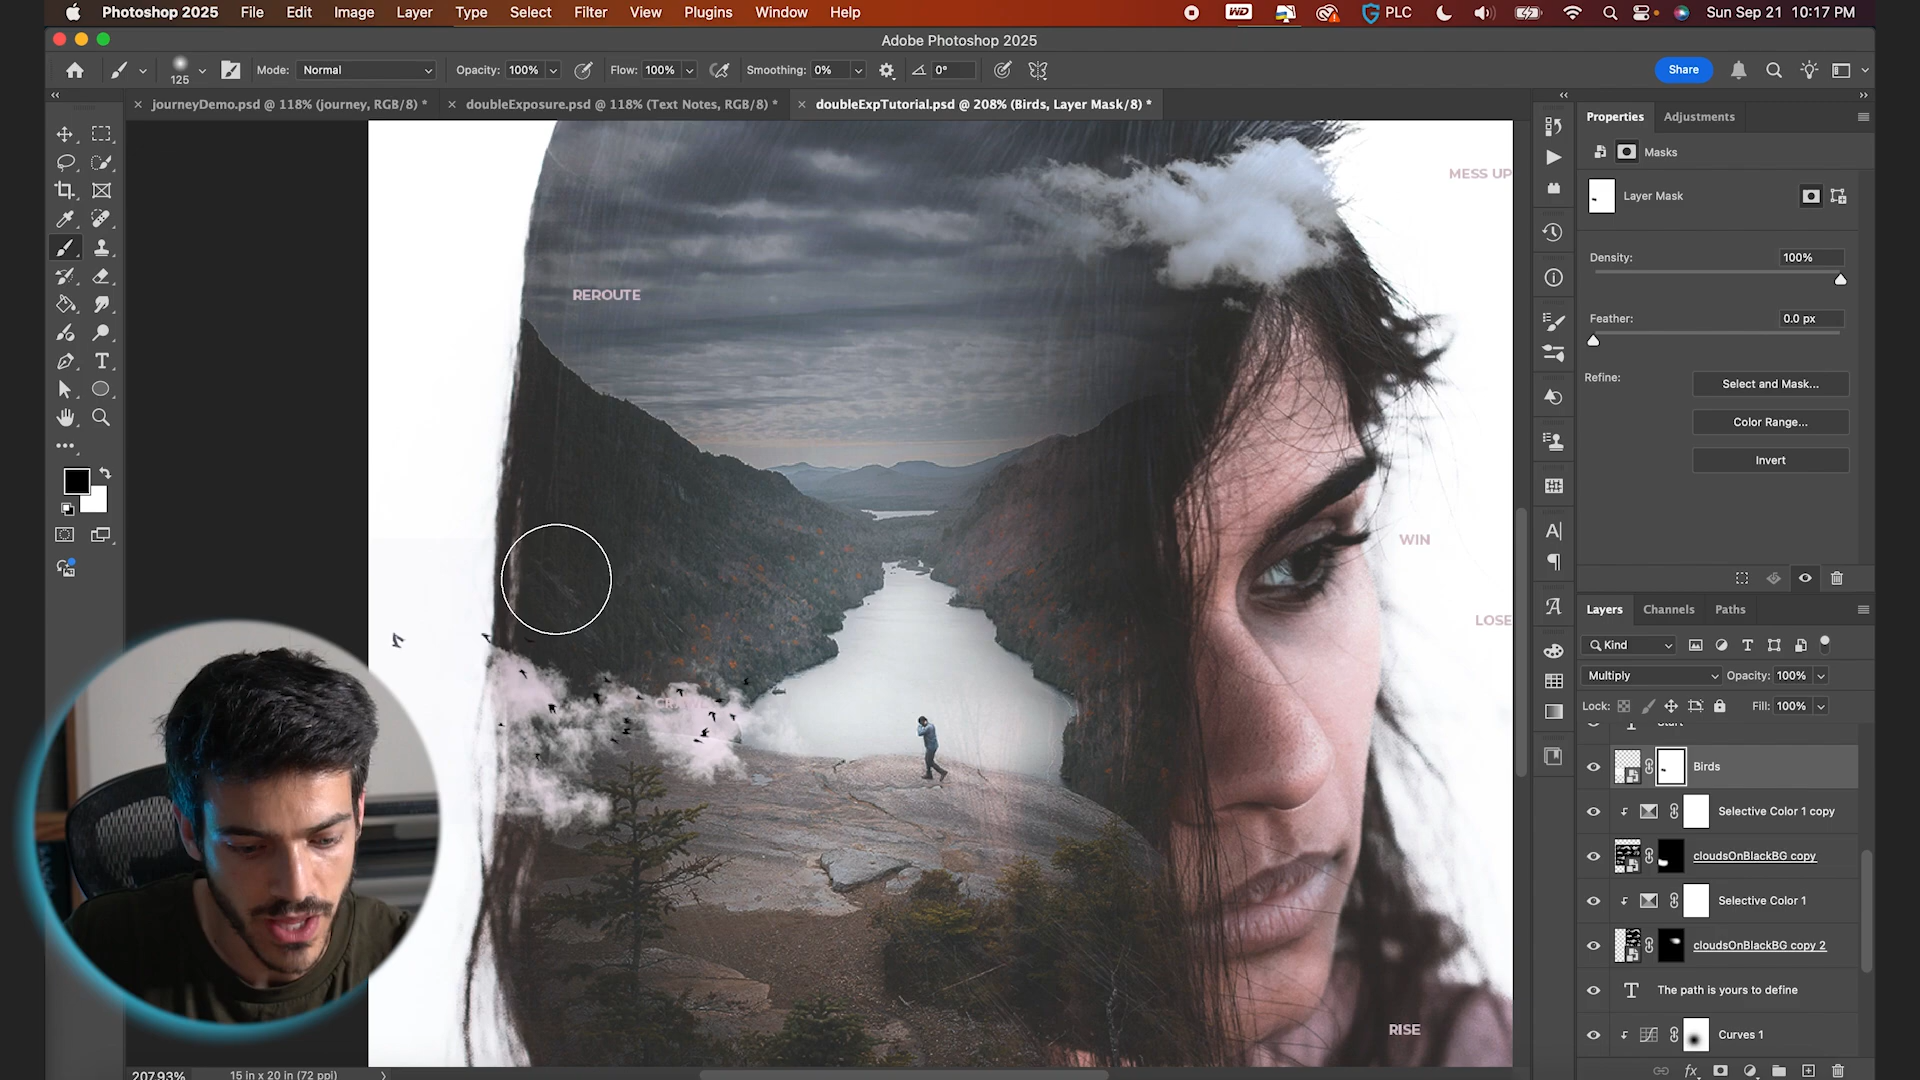 Photoshop 2025 File Edit Image Layer Type Select Filter View Plugins Window Help WD PLC Sun Sep 21 10:17 PM
Adobe Photoshop 2025
125 Mode: Normal Opacity: 100% Flow: 100% Smoothing: 0% 0° Share
journeyDemo.psd @ 118% (journey, RGB/8) * doubleExposure.psd @ 118% (Text Notes, RGB/8) * doubleExpTutorial.psd @ 208% (Birds, Layer Mask/8) *
Properties Adjustments
Masks
Layer Mask
Density: 100%
Feather: 0.0 px
Refine: Select and Mask...
Color Range...
Invert
MESS UP
REROUTE
WIN
LOSE
RISE
Layers Channels Paths
Kind
Multiply Opacity: 100%
Lock: Fill: 100%
Start
Birds
Selective Color 1 copy
cloudsOnBlackBG copy
Selective Color 1
cloudsOnBlackBG copy 2
The path is yours to define
Curves 1
207.93% 15 in x 20 in (72 ppi)